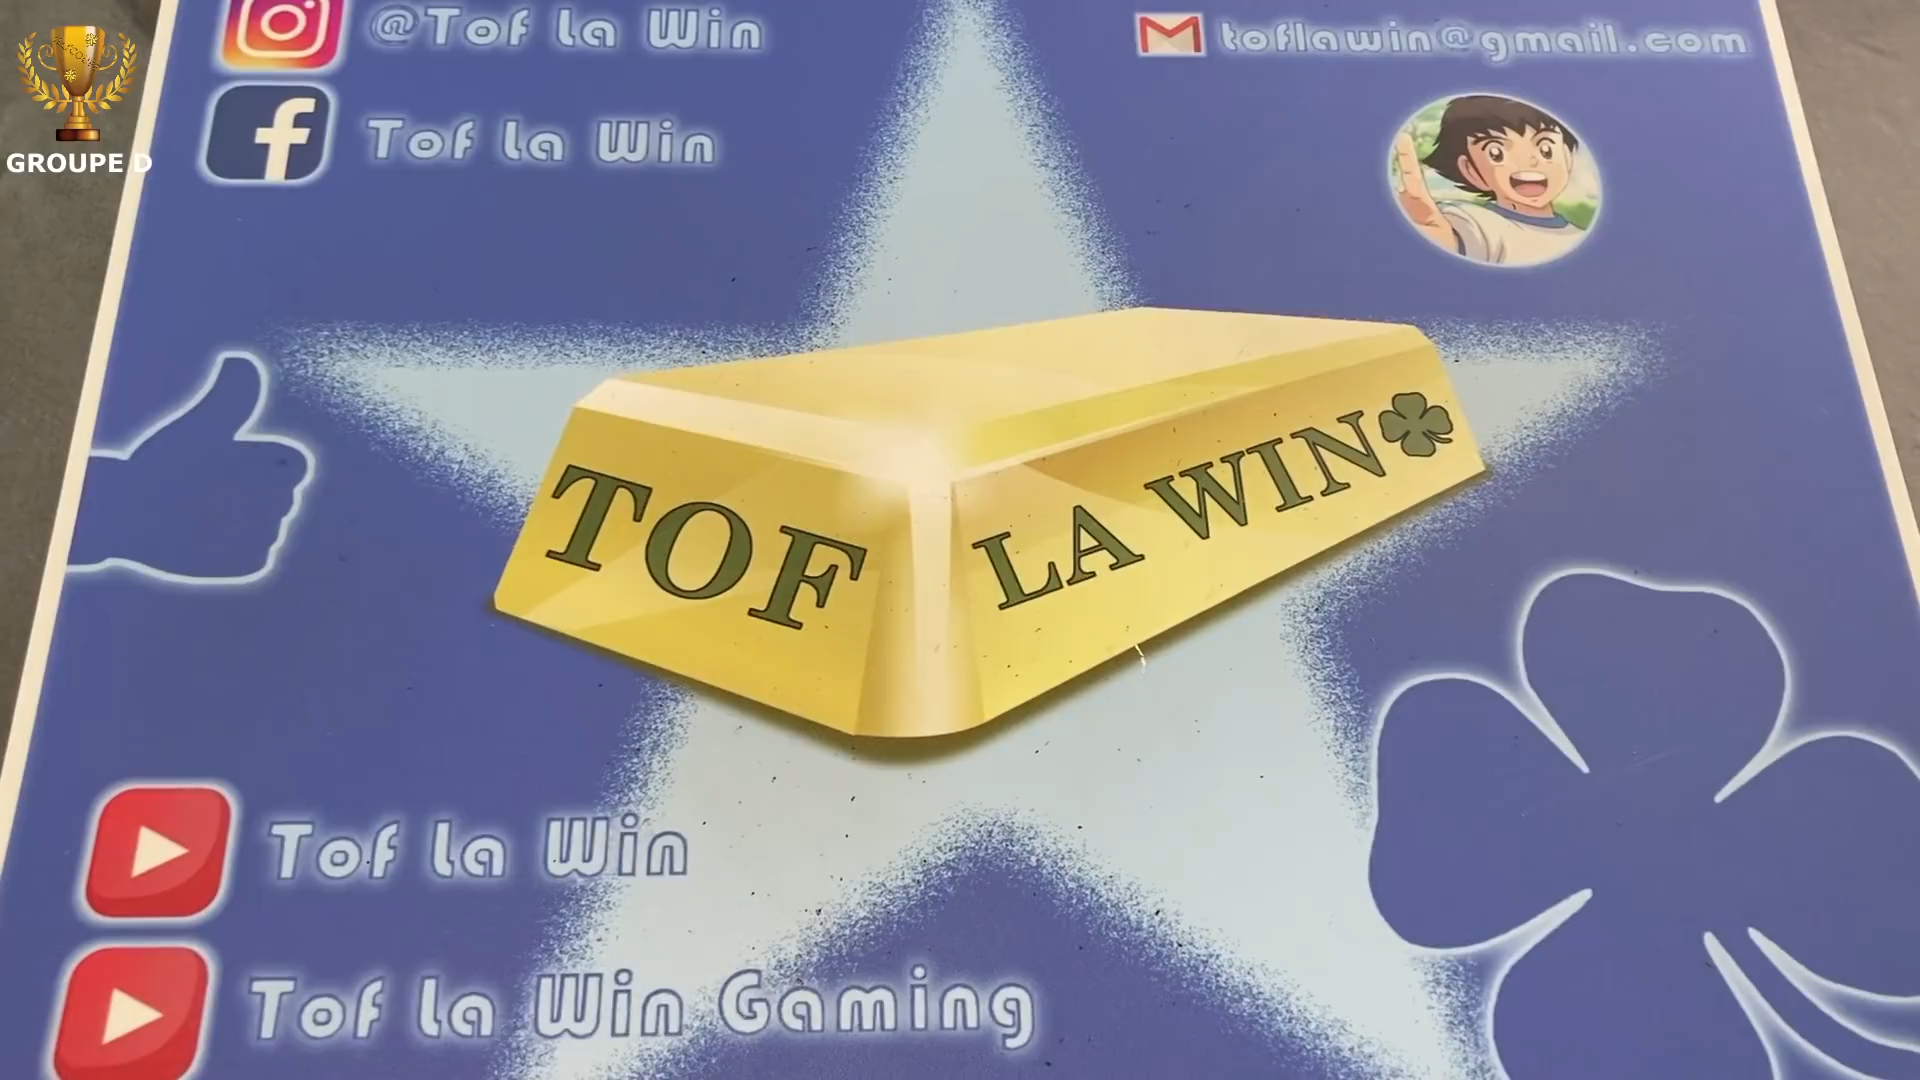 @Tof La Win
toflawin@gmail.com
Tof La Win
GROUPE D
TOF LA WIN
Tof La Win
Tof La Win Gaming